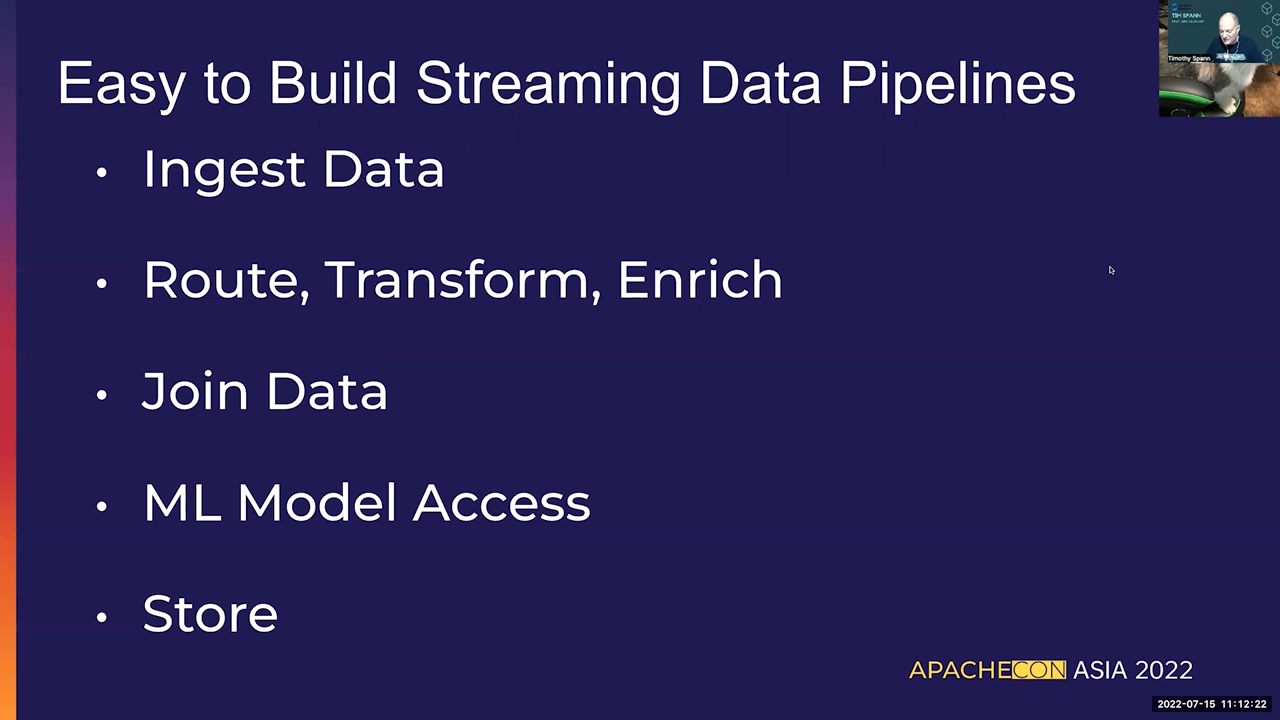 Easy to Build Streaming Data Pipelines
TIM SPANN
Timothy Spann
• Ingest Data
• Route, Transform, Enrich
• Join Data
• ML Model Access
• Store
APACHECON ASIA 2022
2022-07-15 11:12:22